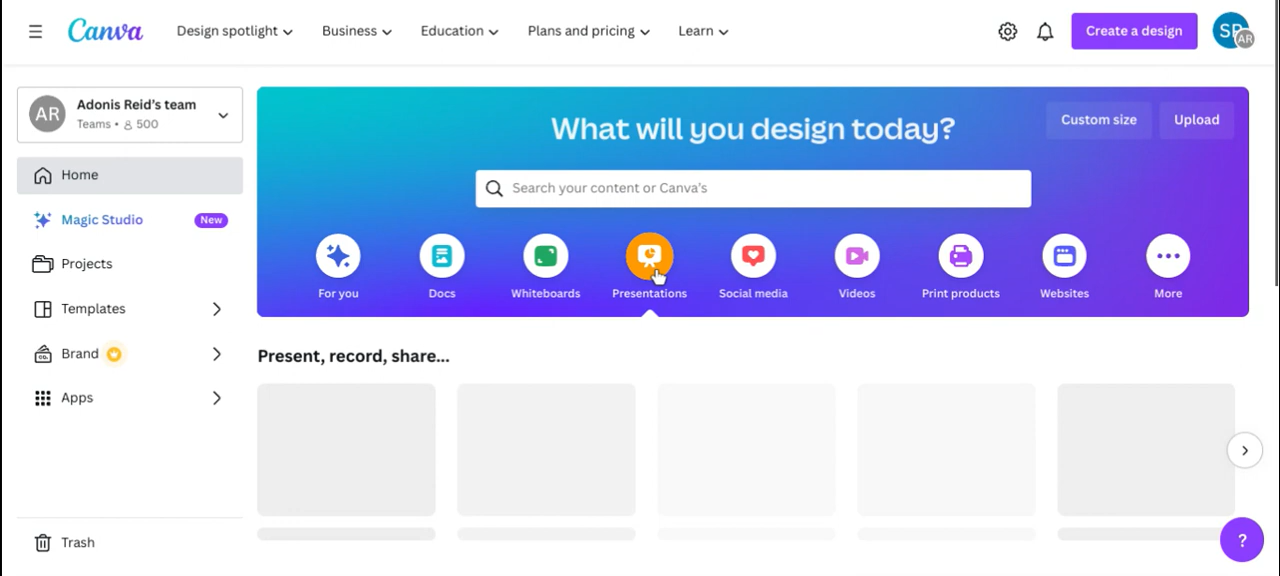 Canva
Design spotlight
Business
Education
Plans and pricing
Learn
Create a design
SP
AR
AR
Adonis Reid's team
Teams • 500
Home
Magic Studio
New
Projects
Templates
CO.
Brand
Apps
Trash
What will you design today?
Custom size
Upload
Search your content or Canva's
For you
Docs
Whiteboards
Presentations
Social media
Videos
Print products
Websites
More
Present, record, share...
?